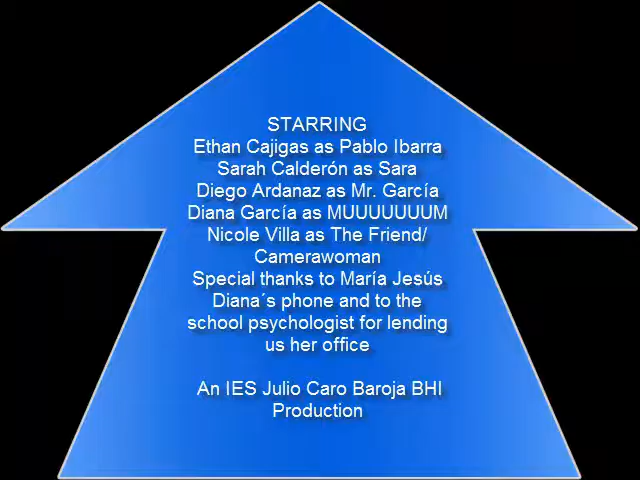 STARRING
Ethan Cajigas as Pablo Ibarra
Sarah Calderón as Sara
Diego Ardanaz as Mr. García
Diana García as MUUUUUUUM
Nicole Villa as The Friend/
Camerawoman
Special thanks to María Jesús
Diana´s phone and to the
school psychologist for lending
us her office
An IES Julio Caro Baroja BHI
Production